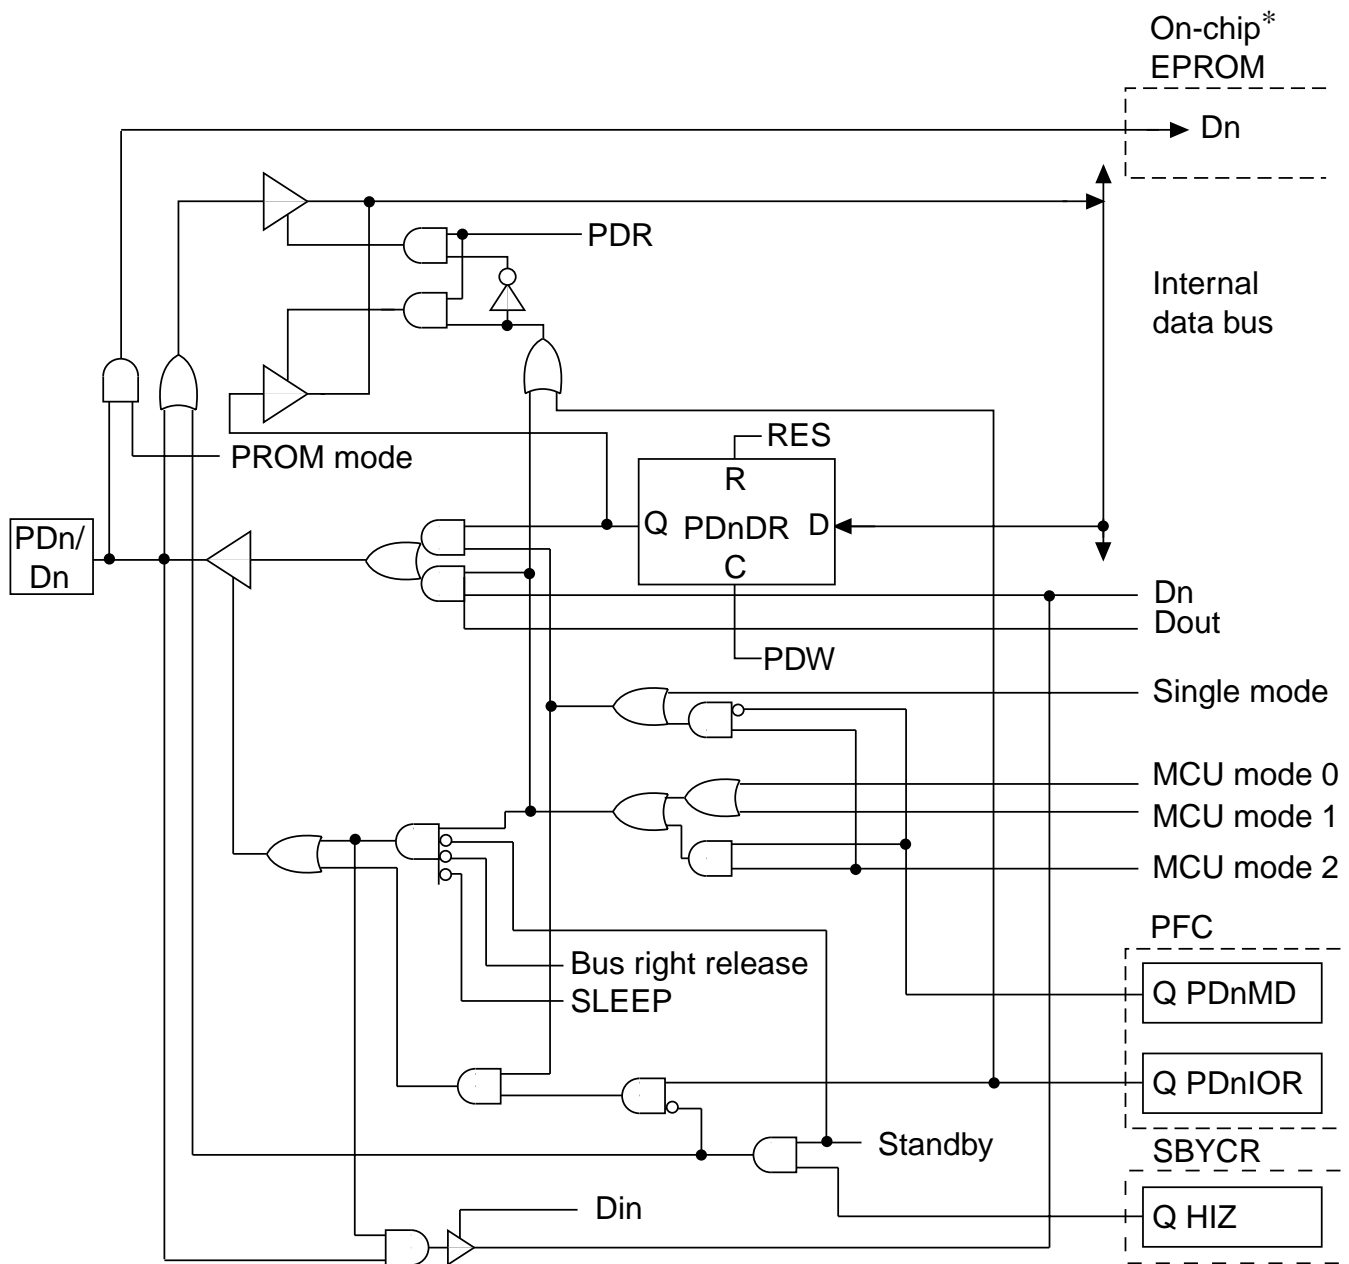 On-chip*
EPROM
Dn
PDR
Internal
data bus
RES
PROM mode
R
Q PDnDR D
C
PDn/
Dn
Dn
Dout
PDW
Single mode
MCU mode 0
MCU mode 1
MCU mode 2
PFC
Bus right release
Q PDnMD
SLEEP
Q PDnIOR
Standby
SBYCR
Din
Q HIZ